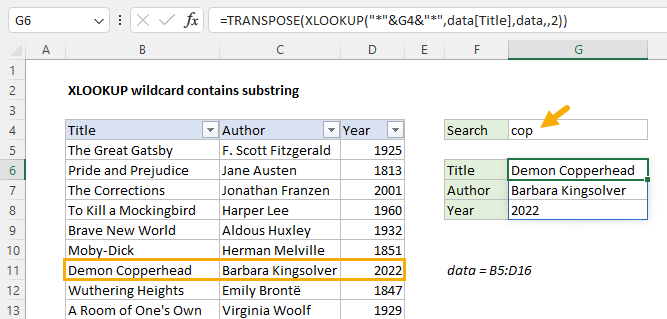 G6 fx =TRANSPOSE(XLOOKUP("*"&G4&"*",data[Title],data,,2))
A B C D E F G
1
2 XLOOKUP wildcard contains substring
3
4 Title Author Year Search cop
5 The Great Gatsby F. Scott Fitzgerald 1925
6 Pride and Prejudice Jane Austen 1813 Title Demon Copperhead
7 The Corrections Jonathan Franzen 2001 Author Barbara Kingsolver
8 To Kill a Mockingbird Harper Lee 1960 Year 2022
9 Brave New World Aldous Huxley 1932
10 Moby-Dick Herman Melville 1851
11 Demon Copperhead Barbara Kingsolver 2022 data = B5:D16
12 Wuthering Heights Emily Brontë 1847
13 A Room of One's Own Virginia Woolf 1929